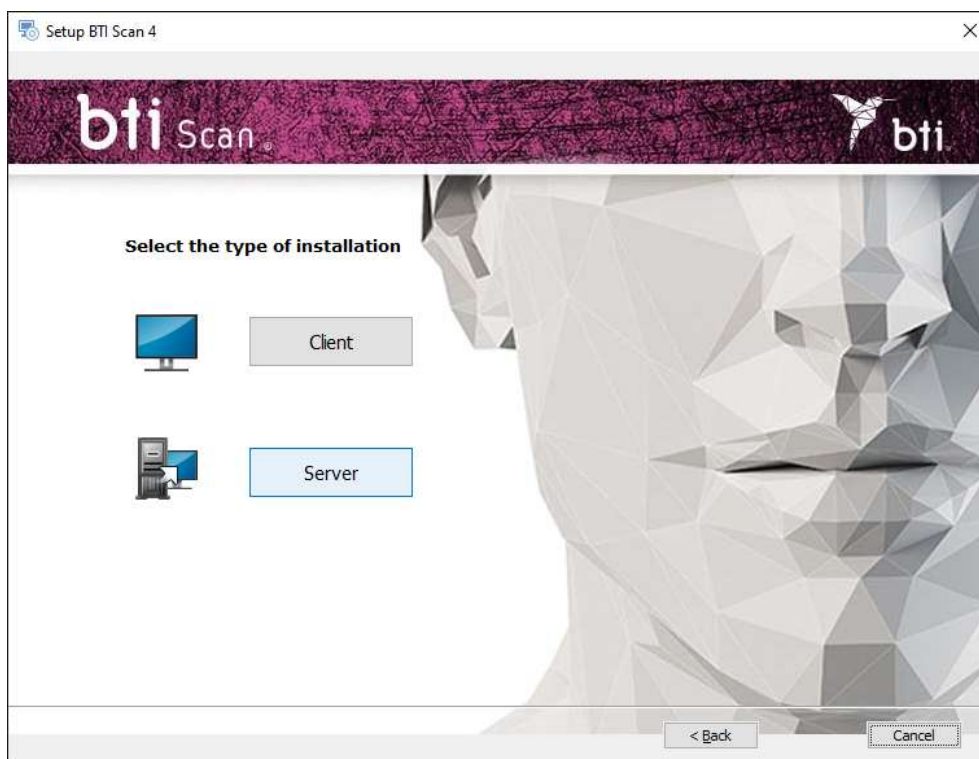 Setup BTI Scan 4
bti Scan®
bti
Select the type of installation
Client
Server
< Back
Cancel